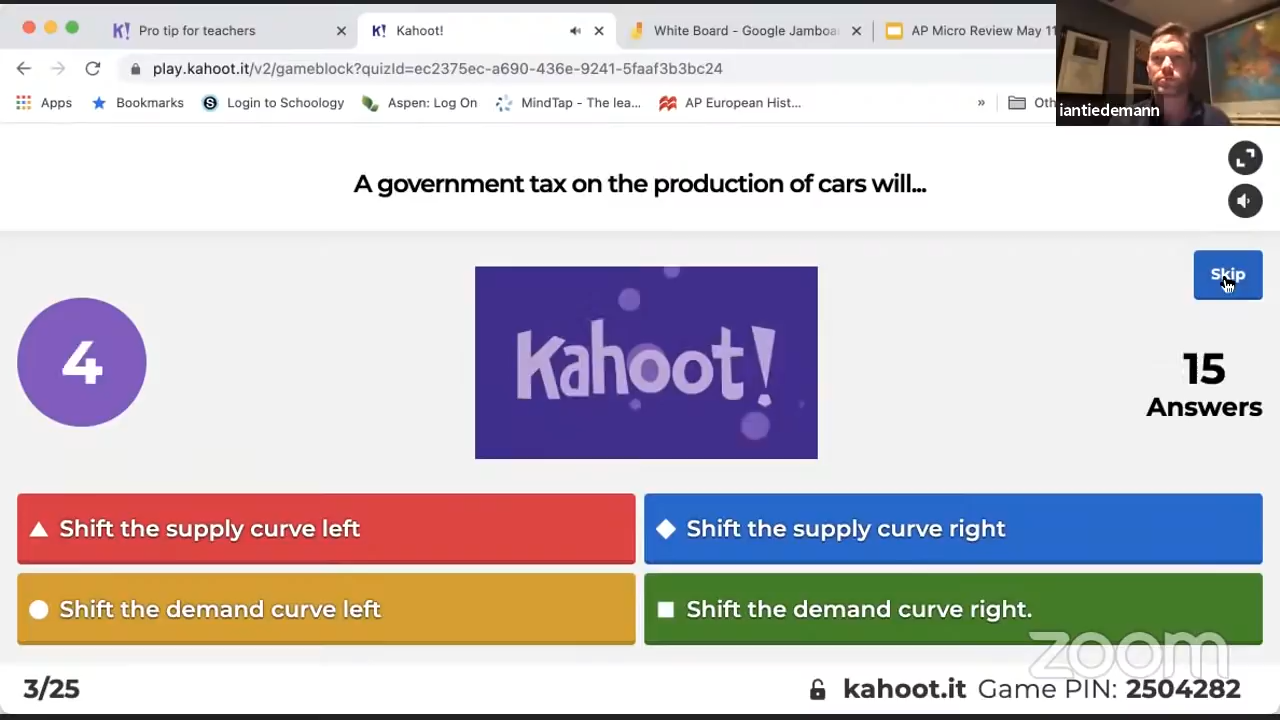 K! Pro tip for teachers
K! Kahoot!
White Board - Google Jamboa
AP Micro Review May 11
play.kahoot.it/v2/gameblock?quizId=ec2375ec-a690-436e-9241-5faaf3b3bc24
Apps
Bookmarks
S Login to Schoology
Aspen: Log On
MindTap - The lea...
AP European Hist...
»
Oth
iantiedemann
A government tax on the production of cars will...
Skip
4
Kahoot!
15
Answers
Shift the supply curve left
Shift the supply curve right
Shift the demand curve left
Shift the demand curve right.
zoom
3/25
kahoot.it Game PIN: 2504282